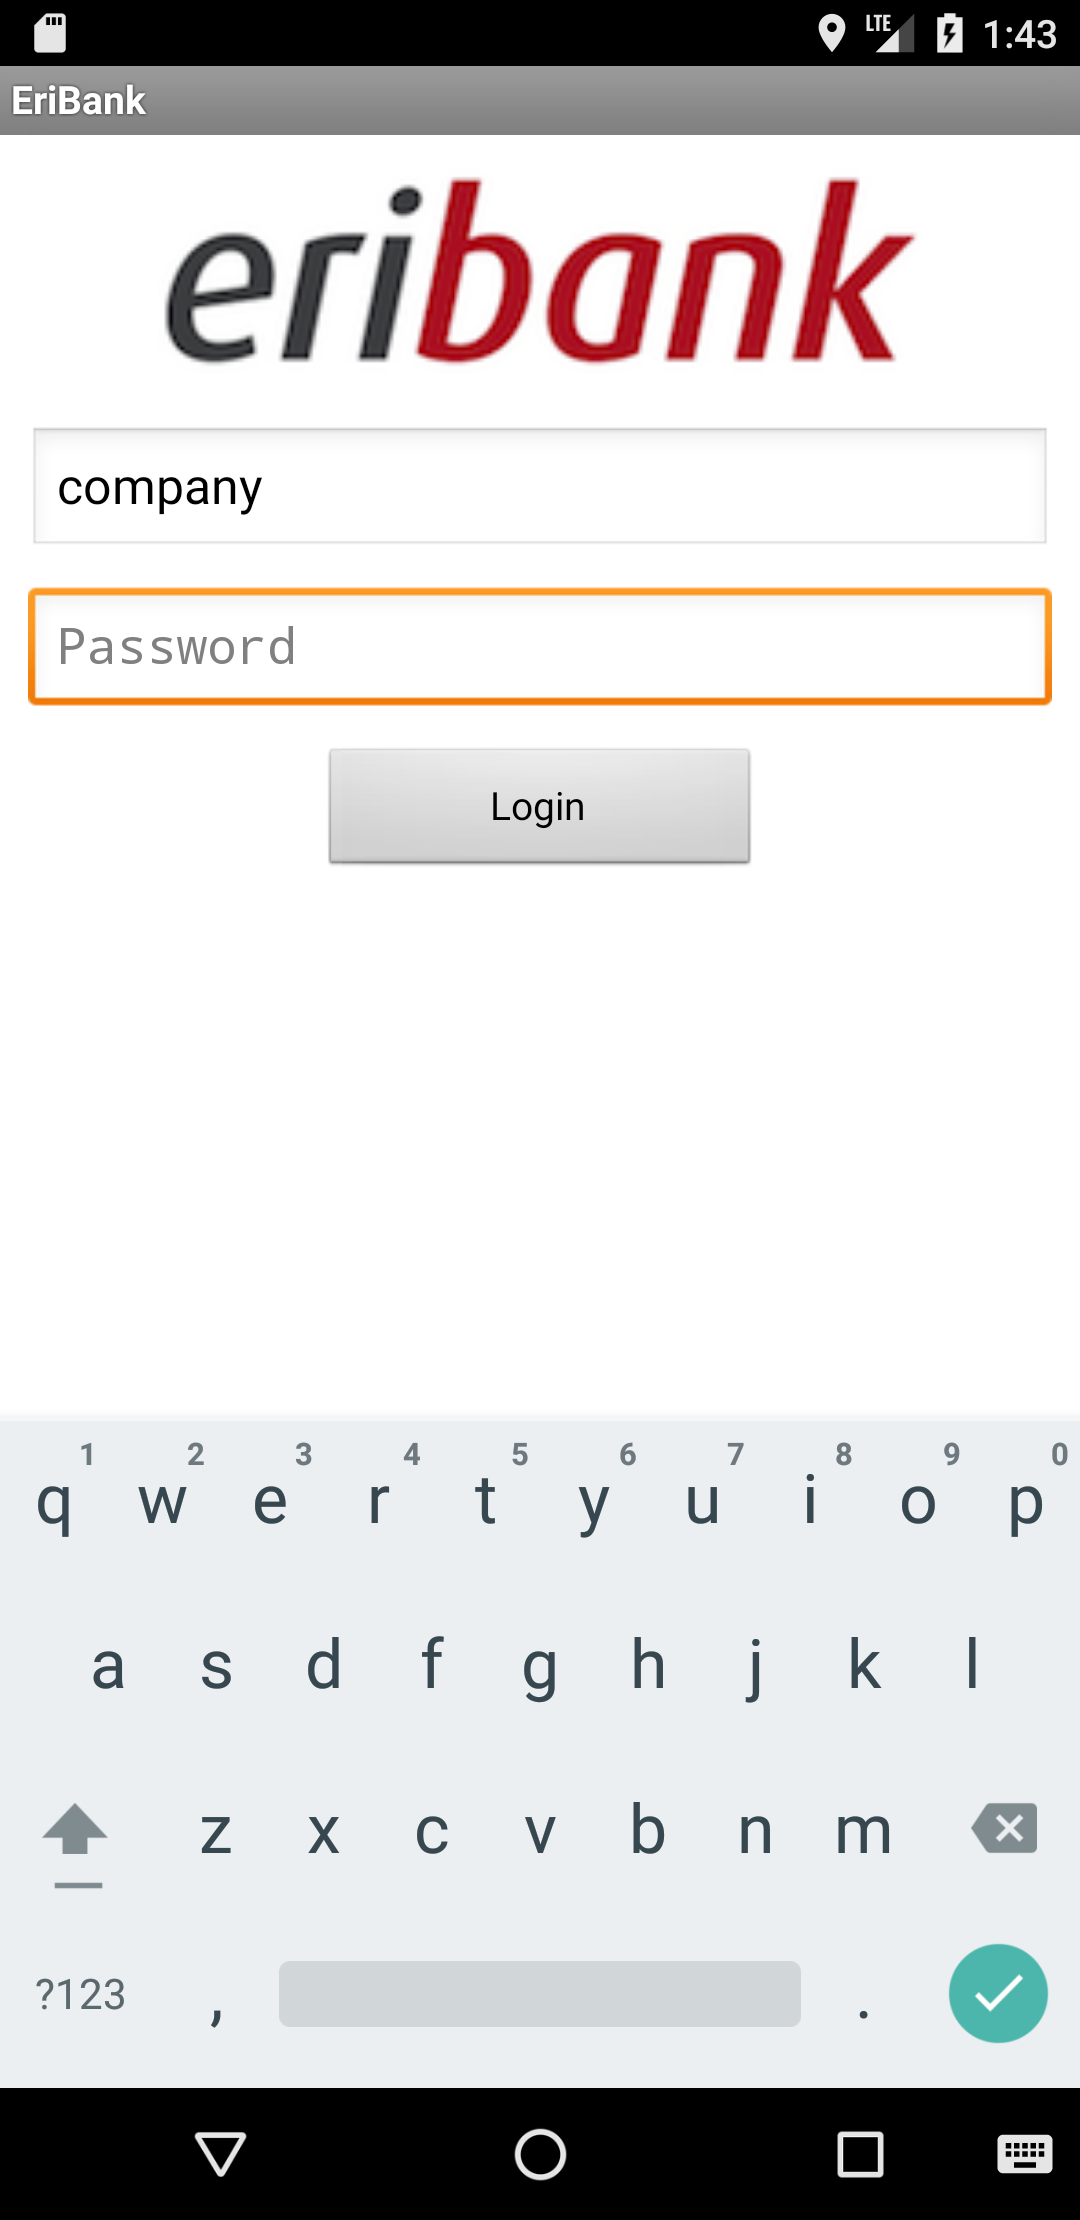 LTE 1:43
EriBank
eribank
company
Password
Login
1 2 3 4 5 6 7 8 9 0
q w e r t y u i o p
a s d f g h j k l
z x c v b n m
?123 , .